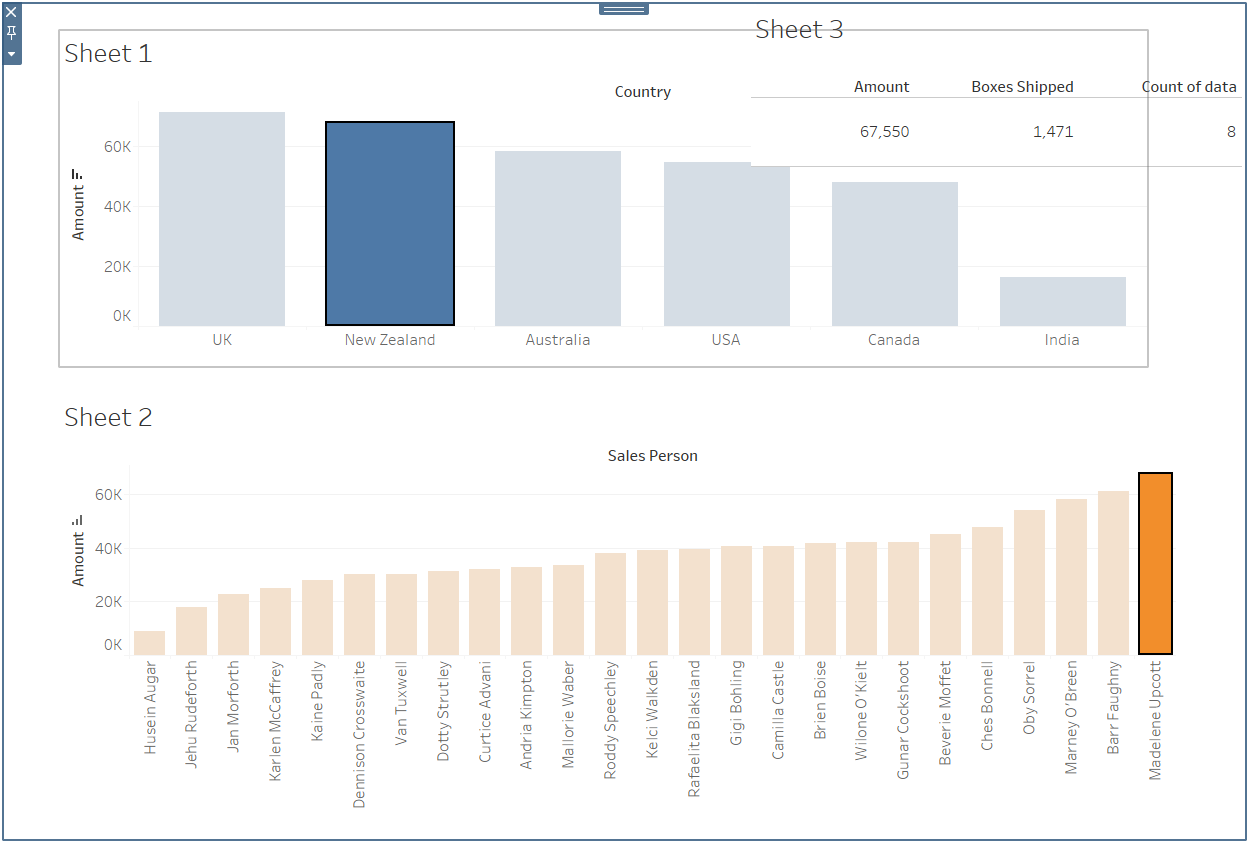 Sheet 3
Sheet 1
Amount Boxes Shipped Count of data
Country
67,550 1,471 8
60K
40K
20K
0K
Amount
UK New Zealand Australia USA Canada India
Sheet 2
Sales Person
60K
40K
20K
0K
Amount
Husein Augar
Jehu Rudeforth
Jan Morforth
Karlen McCaffrey
Kaine Padly
Dennison Crosswaite
Van Tuxwell
Dotty Strutley
Curtice Advani
Andria Kimpton
Mallorie Waber
Roddy Speechley
Kelci Walkden
Rafaelita Blaksland
Gigi Bohling
Camilla Castle
Brien Boise
Wilone O'Kielt
Gunar Cockshoot
Beverie Moffet
Ches Bonnell
Oby Sorrel
Marney O'Breen
Barr Faughny
Madelene Upcott